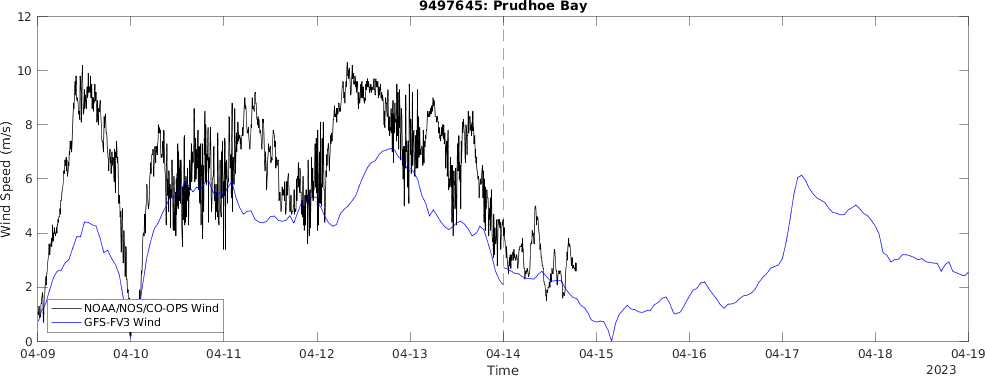 9497645: Prudhoe Bay
12
10
8
6
4
2
0
Wind Speed (m/s)
NOAA/NOS/CO-OPS Wind
GFS-FV3 Wind
04-09 04-10 04-11 04-12 04-13 04-14 04-15 04-16 04-17 04-18 04-19
Time
2023